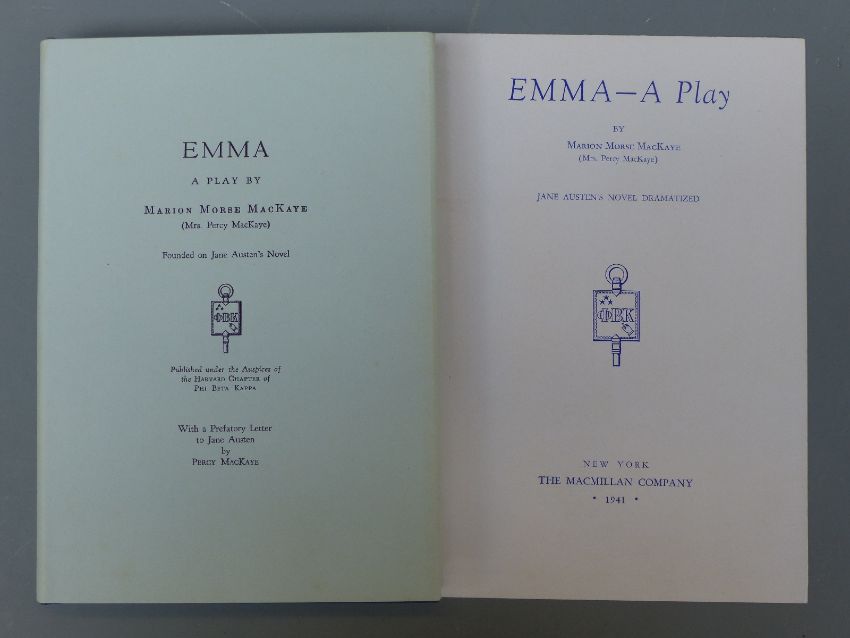 EMMA
A PLAY BY
MARION MORSE MACKAYE
(Mrs. Percy MacKaye)
Founded on Jane Austen's Novel
ΦΒΚ
Published under the Auspices of
the HARVARD CHAPTER of
PHI BETA KAPPA
With a Prefatory Letter
to Jane Austen
by
PERCY MACKAYE
EMMA—A Play
BY
MARION MORSE MACKAYE
(Mrs. Percy MacKaye)
JANE AUSTEN'S NOVEL DRAMATIZED
ΦΒΚ
NEW YORK
THE MACMILLAN COMPANY
• 1941 •